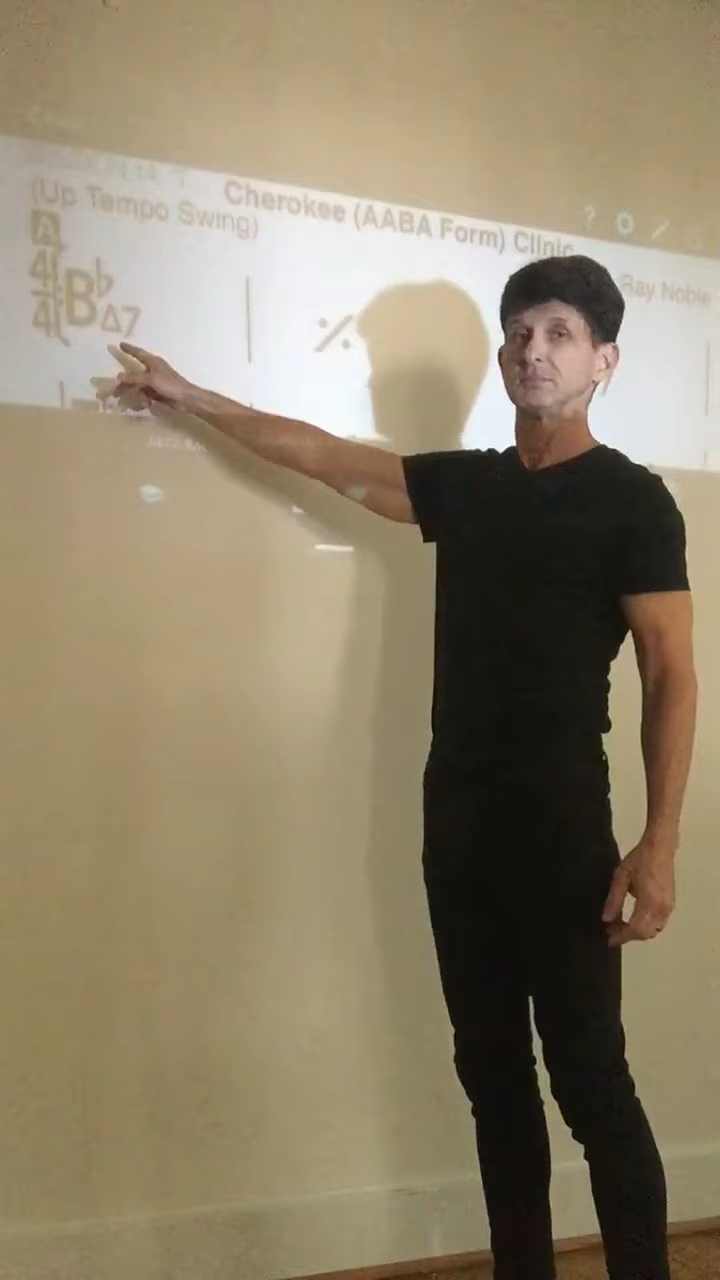 Cherokee (AABA Form) Clinic
(Up Tempo Swing)
Ray Noble
A
4
4
B♭Δ7
٪